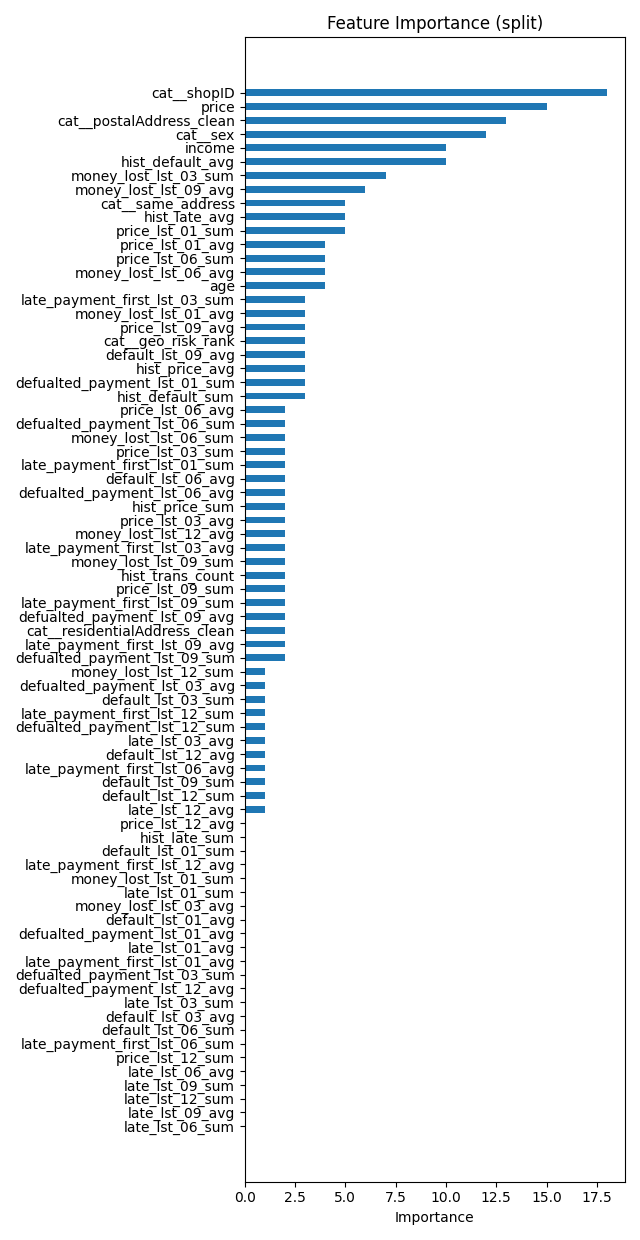 Feature Importance (split)
cat__shopID
price
cat__postalAddress_clean
cat__sex
income
hist_default_avg
money_lost_lst_03_sum
money_lost_lst_09_avg
cat__same_address
hist_late_avg
price_lst_01_sum
price_lst_01_avg
price_lst_06_sum
money_lost_lst_06_avg
age
late_payment_first_lst_03_sum
money_lost_lst_01_avg
price_lst_09_avg
cat__geo_risk_rank
default_lst_09_avg
hist_price_avg
defualted_payment_lst_01_sum
hist_default_sum
price_lst_06_avg
defualted_payment_lst_06_sum
money_lost_lst_06_sum
price_lst_03_sum
late_payment_first_lst_01_sum
default_lst_06_avg
defualted_payment_lst_06_avg
hist_price_sum
price_lst_03_avg
money_lost_lst_12_avg
late_payment_first_lst_03_avg
money_lost_lst_09_sum
hist_trans_count
price_lst_09_sum
late_payment_first_lst_09_sum
defualted_payment_lst_09_avg
cat__residentialAddress_clean
late_payment_first_lst_09_avg
defualted_payment_lst_09_sum
money_lost_lst_12_sum
defualted_payment_lst_03_avg
default_lst_03_sum
late_payment_first_lst_12_sum
defualted_payment_lst_12_sum
late_lst_03_avg
default_lst_12_avg
late_payment_first_lst_06_avg
default_lst_09_sum
default_lst_12_sum
late_lst_12_avg
price_lst_12_avg
hist_late_sum
default_lst_01_sum
late_payment_first_lst_12_avg
money_lost_lst_01_sum
late_lst_01_sum
money_lost_lst_03_avg
default_lst_01_avg
defualted_payment_lst_01_avg
late_lst_01_avg
late_payment_first_lst_01_avg
defualted_payment_lst_03_sum
defualted_payment_lst_12_avg
late_lst_03_sum
default_lst_03_avg
default_lst_06_sum
late_payment_first_lst_06_sum
price_lst_12_sum
late_lst_06_avg
late_lst_09_sum
late_lst_12_sum
late_lst_09_avg
late_lst_06_sum
0.0 2.5 5.0 7.5 10.0 12.5 15.0 17.5
Importance